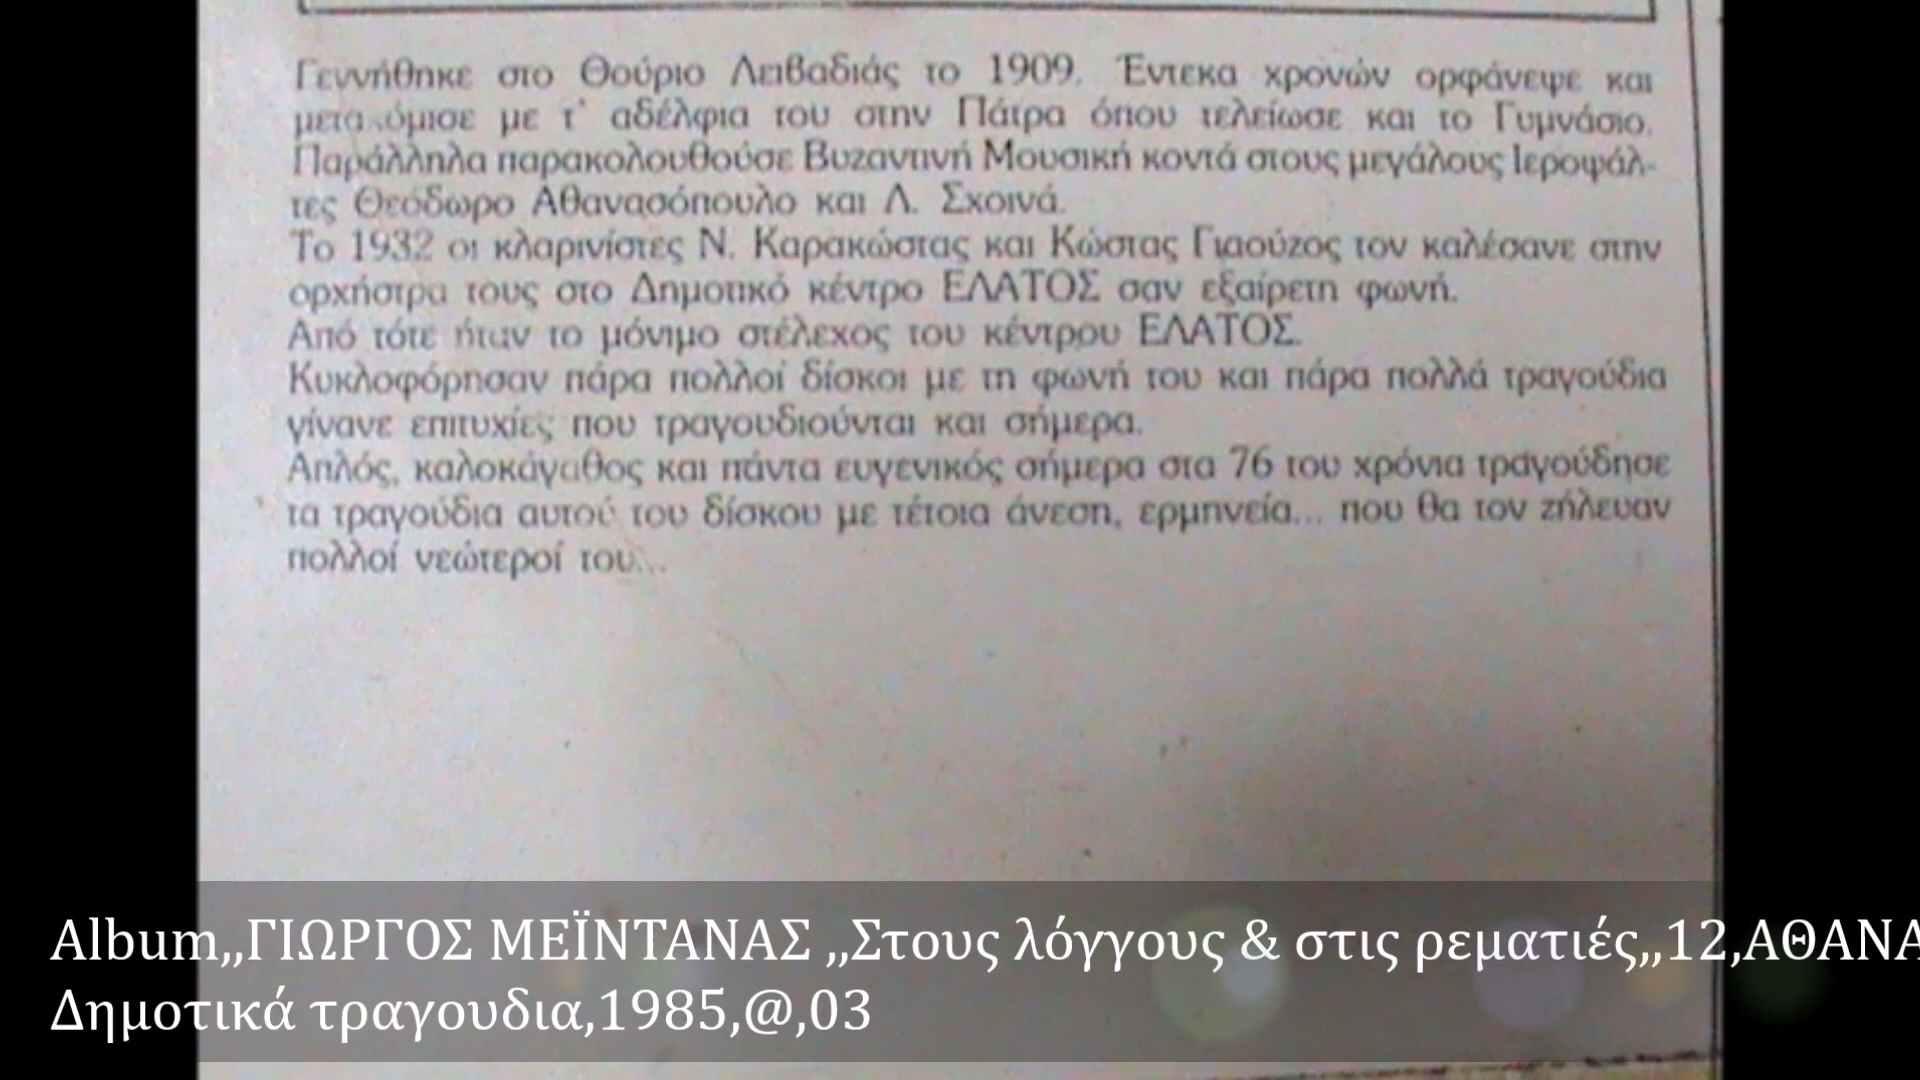 Γεννήθηκε στο Θούριο Λειβαδιάς το 1909. Έντεκα χρονών ορφάνεψε και
μετακόμισε με τ' αδέλφια του στην Πάτρα όπου τελείωσε και το Γυμνάσιο.
Παράλληλα παρακολουθούσε Βυζαντινή Μουσική κοντά στους μεγάλους Ιεροψάλ-
τες Θεόδωρο Αθανασόπουλο και Λ. Σχοινά.
Το 1932 οι κλαρινίστες Ν. Καρακώστας και Κώστας Γιαούζος τον καλέσανε στην
ορχήστρα τους στο Δημοτικό κέντρο ΕΛΑΤΟΣ σαν εξαίρετη φωνή.
Από τότε ήταν το μόνιμο στέλεχος του κέντρου ΕΛΑΤΟΣ.
Κυκλοφόρησαν πάρα πολλοί δίσκοι με τη φωνή του και πάρα πολλά τραγούδια
γίνανε επιτυχίες που τραγουδιούνται και σήμερα.
Απλός, καλοκάγαθος και πάντα ευγενικός σήμερα στα 76 του χρόνια τραγούδησε
τα τραγούδια αυτού του δίσκου με τέτοια άνεση, ερμηνεία... που θα τον ζήλευαν
πολλοί νεώτεροί του...
Album,,ΓΙΩΡΓΟΣ ΜΕΪΝΤΑΝΑΣ ,,Στους λόγγους & στις ρεματιές,,12,ΑΘΑΝΑ
Δημοτικά τραγουδια,1985,@,03